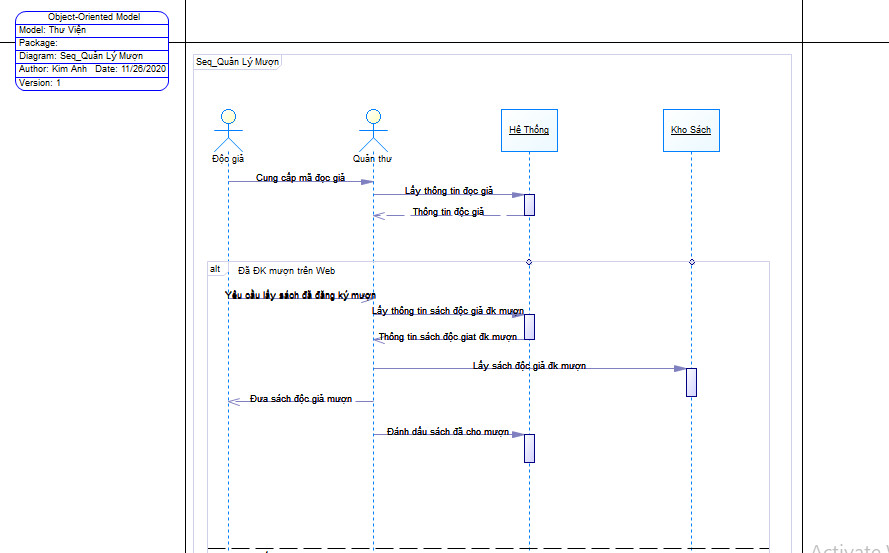 Object-Oriented Model
Model: Thư Viện
Package:
Diagram: Seq_Quản Lý Mượn
Author: Kim Anh Date: 11/26/2020
Version: 1
Seq_Quản Lý Mượn
Độc giả
Quản thư
Hệ Thống
Kho Sách
Cung cấp mã đọc giả
Lấy thông tin đọc giả
Thông tin độc giả
alt
Đã ĐK mượn trên Web
Yêu cầu lấy sách đã đăng ký mượn
Lấy thông tin sách độc giả đk mượn
Thông tin sách độc giat đk mượn
Lấy sách độc giả đk mượn
Đưa sách độc giả mượn
Đánh dấu sách đã cho mượn
Activate